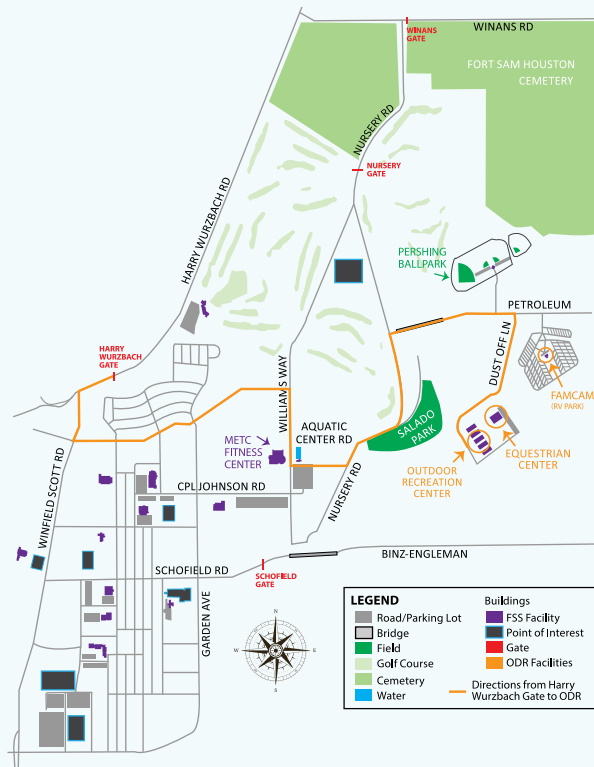 WINANS RD
WINANS
GATE
FORT SAM HOUSTON
CEMETERY
NURSERY RD
NURSERY
GATE
HARRY WURZBACH RD
PERSHING
BALLPARK
PETROLEUM
HARRY
WURZBACH
GATE
DUST OFF LN
FAMCAMP
(RV PARK)
WILLIAMS WAY
AQUATIC
CENTER RD
SALADO
PARK
METC
FITNESS
CENTER
EQUESTRIAN
CENTER
OUTDOOR
RECREATION
CENTER
WINFIELD SCOTT RD
CPL JOHNSON RD
NURSERY RD
BINZ-ENGLEMAN
SCHOFIELD RD
SCHOFIELD
GATE
GARDEN AVE
N
W
E
S
LEGEND
Road/Parking Lot
Bridge
Field
Golf Course
Cemetery
Water
Buildings
FSS Facility
Point of Interest
Gate
ODR Facilities
Directions from Harry
Wurzbach Gate to ODR